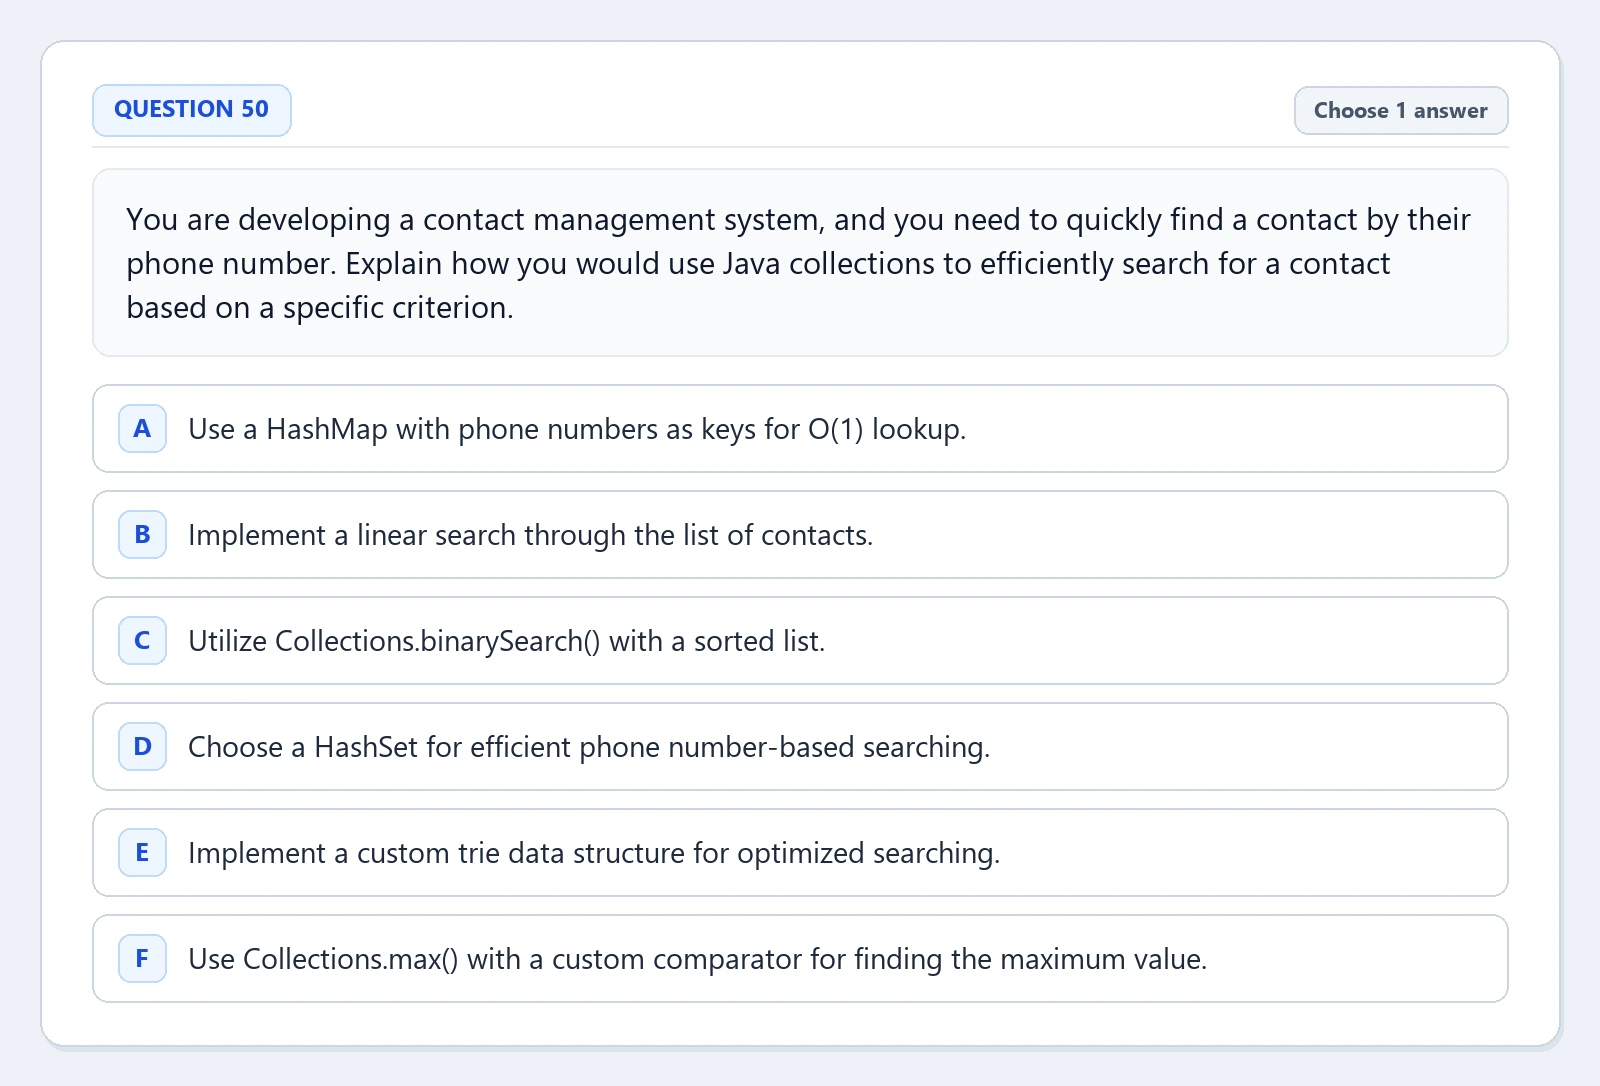 QUESTION 50
Choose 1 answer
You are developing a contact management system, and you need to quickly find a contact by their
phone number. Explain how you would use Java collections to efficiently search for a contact
based on a specific criterion.
A Use a HashMap with phone numbers as keys for O(1) lookup.
B Implement a linear search through the list of contacts.
C Utilize Collections.binarySearch() with a sorted list.
D Choose a HashSet for efficient phone number-based searching.
E Implement a custom trie data structure for optimized searching.
F Use Collections.max() with a custom comparator for finding the maximum value.